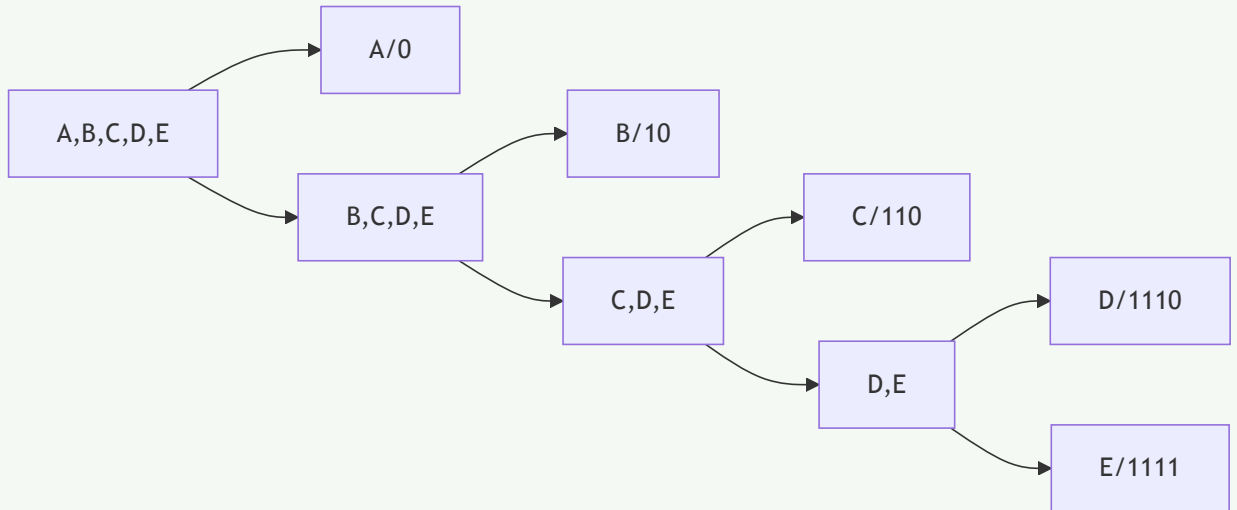 A/0
A,B,C,D,E
B/10
B,C,D,E
C/110
C,D,E
D/1110
D,E
E/1111